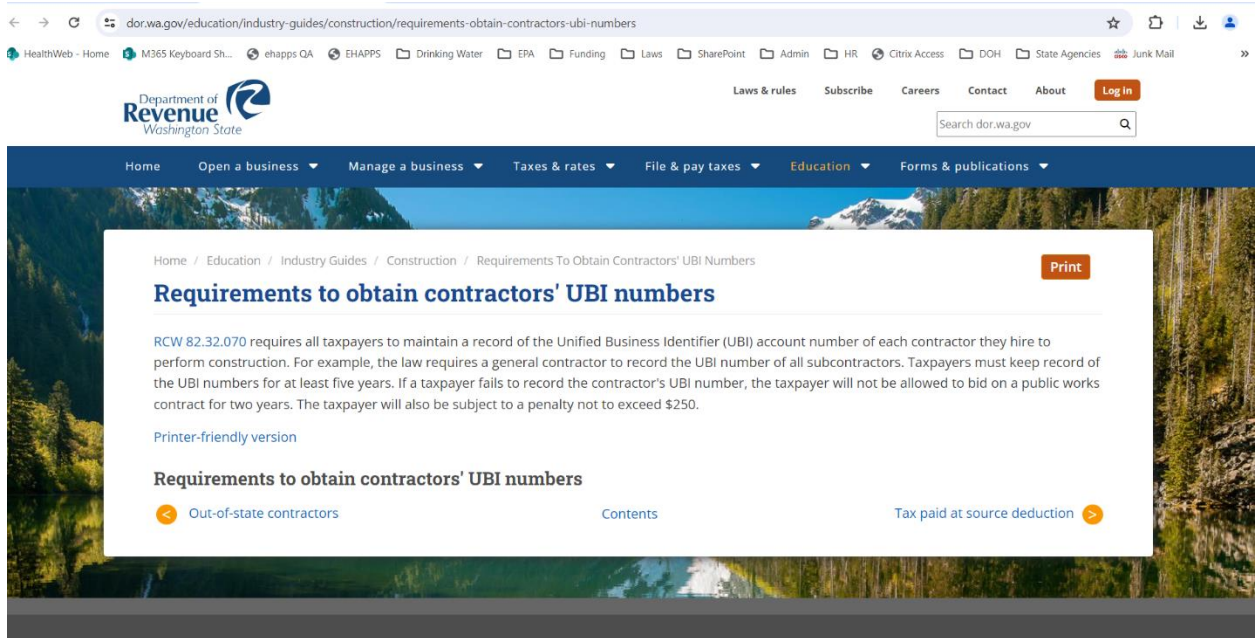 dor.wa.gov/education/industry-guides/construction/requirements-obtain-contractors-ubi-numbers
HealthWeb - Home M365 Keyboard Sh... ehapps QA EHAPPS Drinking Water EPA Funding Laws SharePoint Admin HR Citrix Access DOH State Agencies Junk Mail »
Department of
Revenue
Washington State
Laws & rules Subscribe Careers Contact About Log in
Search dor.wa.gov
Home Open a business Manage a business Taxes & rates File & pay taxes Education Forms & publications
Home / Education / Industry Guides / Construction / Requirements To Obtain Contractors' UBI Numbers
Print
Requirements to obtain contractors' UBI numbers
RCW 82.32.070 requires all taxpayers to maintain a record of the Unified Business Identifier (UBI) account number of each contractor they hire to
perform construction. For example, the law requires a general contractor to record the UBI number of all subcontractors. Taxpayers must keep record of
the UBI numbers for at least five years. If a taxpayer fails to record the contractor's UBI number, the taxpayer will not be allowed to bid on a public works
contract for two years. The taxpayer will also be subject to a penalty not to exceed $250.
Printer-friendly version
Requirements to obtain contractors' UBI numbers
< Out-of-state contractors Contents Tax paid at source deduction >